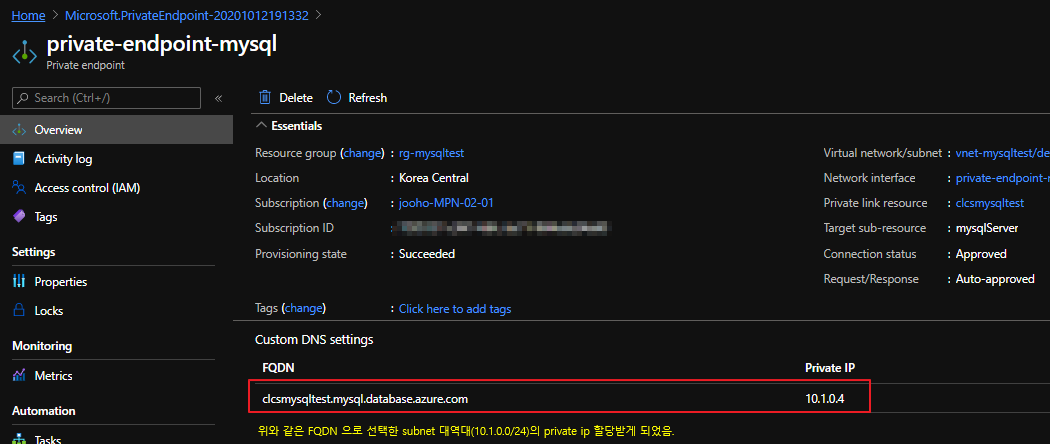 Home > Microsoft.PrivateEndpoint-20201012191332 >
private-endpoint-mysql
Private endpoint
Search (Ctrl+/) «
Delete Refresh
Overview
Activity log
Access control (IAM)
Tags
Settings
Properties
Locks
Monitoring
Metrics
Automation
Tasks
Essentials
Resource group (change) : rg-mysqltest
Location : Korea Central
Subscription (change) : jooho-MPN-02-01
Subscription ID :
Provisioning state : Succeeded
Virtual network/subnet : vnet-mysqltest/de
Network interface : private-endpoint-
Private link resource : clcsmysqltest
Target sub-resource : mysqlServer
Connection status : Approved
Request/Response : Auto-approved
Tags (change) : Click here to add tags
Custom DNS settings
FQDN Private IP
clcsmysqltest.mysql.database.azure.com 10.1.0.4
위와 같은 FQDN 으로 선택한 subnet 대역대(10.1.0.0/24)의 private ip 할당받게 되었음.